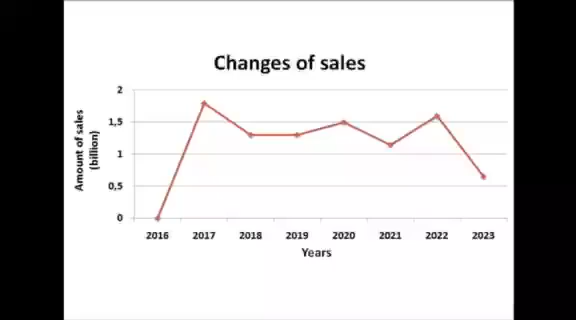 Changes of sales
Amount of sales
(billion)
2
1,5
1
0,5
0
2016 2017 2018 2019 2020 2021 2022 2023
Years